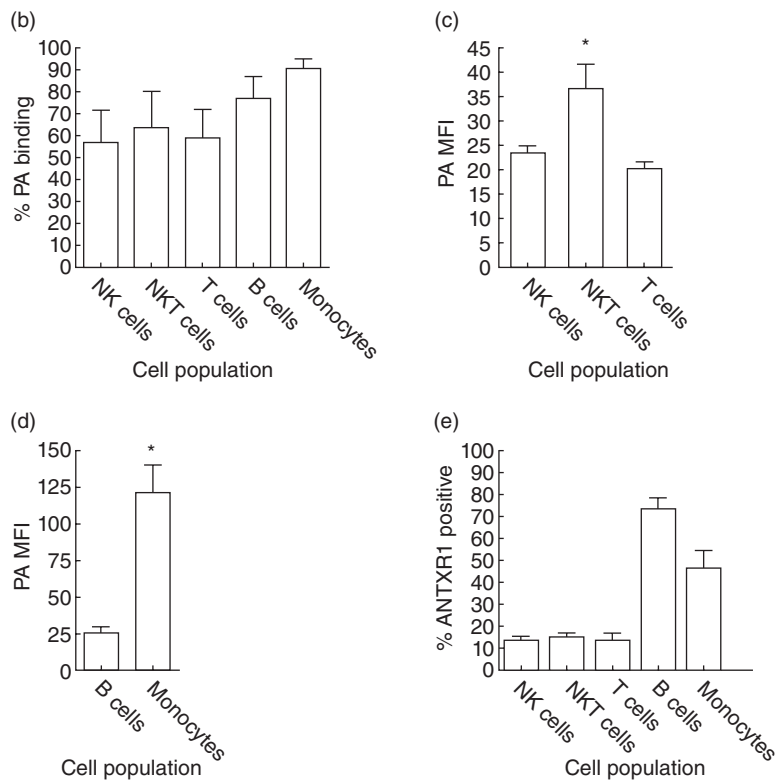 (b)
% PA binding
100
90
80
70
60
50
40
30
20
10
0
NK cells
NKT cells
T cells
B cells
Monocytes
Cell population
(c)
PA MFI
45
40
35
30
25
20
15
10
5
0
*
NK cells
NKT cells
T cells
Cell population
(d)
PA MFI
150
125
100
75
25
0
*
B cells
Monocytes
Cell population
(e)
% ANTXR1 positive
100
90
80
70
60
50
40
30
20
10
0
NK cells
NKT cells
T cells
B cells
Monocytes
Cell population